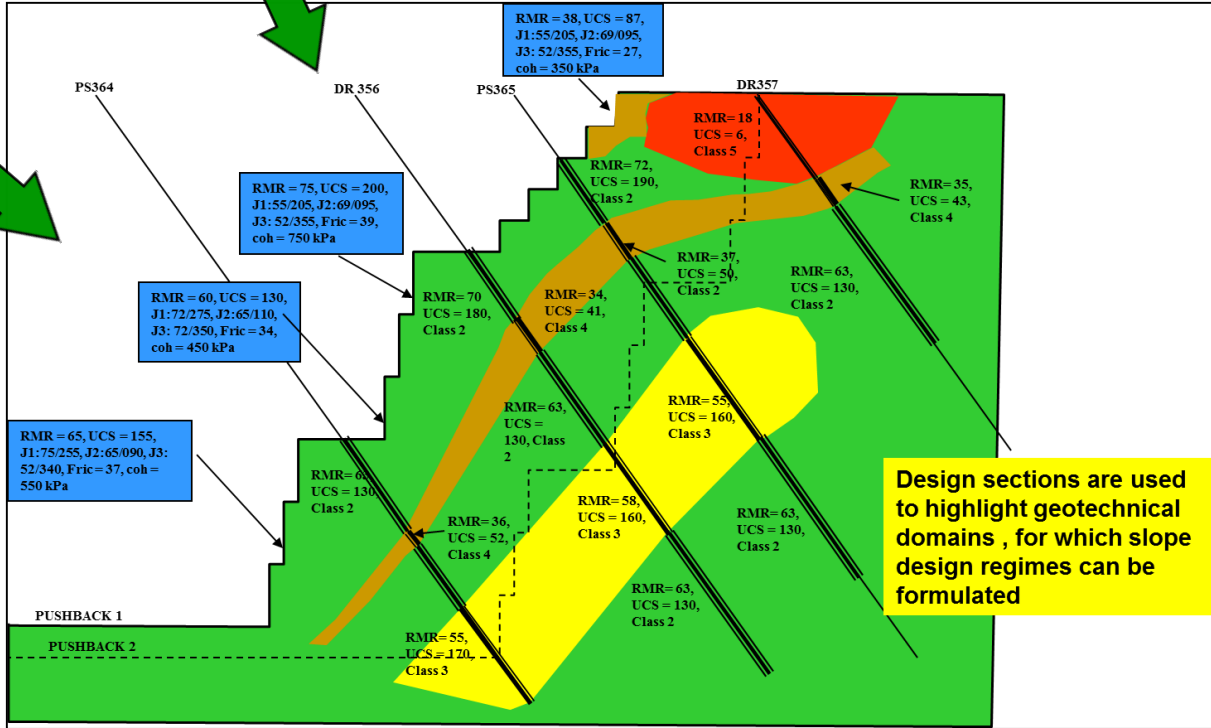 RMR = 38, UCS = 87,
J1:55/205, J2:69/095,
J3: 52/355, Fric = 27,
coh = 350 kPa
PS364
DR 356
PS365
DR357
RMR= 18
UCS = 6,
Class 5
RMR= 72,
UCS = 190,
Class 2
RMR= 35,
UCS = 43,
Class 4
RMR = 75, UCS = 200,
J1:55/205, J2:69/095,
J3: 52/355, Fric = 39,
coh = 750 kPa
RMR= 37,
UCS = 50,
Class 2
RMR= 63,
UCS = 130,
Class 2
RMR = 60, UCS = 130,
J1:72/275, J2:65/110,
J3: 72/350, Fric = 34,
coh = 450 kPa
RMR= 70
UCS = 180,
Class 2
RMR= 34,
UCS = 41,
Class 4
RMR= 63,
UCS =
130, Class
2
RMR= 55,
UCS = 160,
Class 3
RMR = 65, UCS = 155,
J1:75/255, J2:65/090, J3:
52/340, Fric = 37, coh =
550 kPa
UCS = 130
Class 2
RMR= 36,
UCS = 52,
Class 4
RMR= 58,
UCS = 160,
Class 3
RMR= 63,
UCS = 130,
Class 2
Design sections are used
to highlight geotechnical
domains , for which slope
design regimes can be
formulated
RMR= 63,
UCS = 130,
Class 2
PUSHBACK 1
PUSHBACK 2
RMR= 55,
UCS = 170,
Class 3